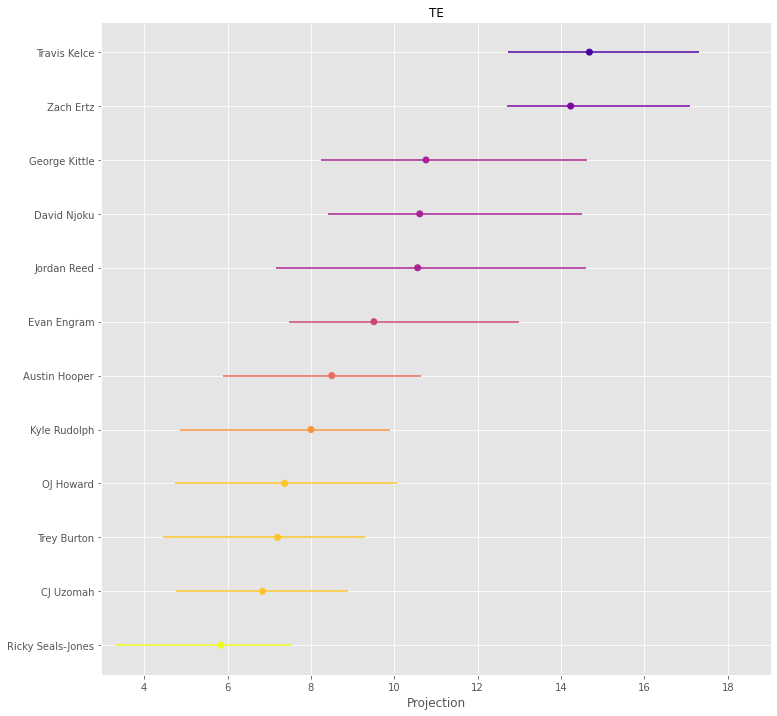 TE
Travis Kelce
Zach Ertz
George Kittle
David Njoku
Jordan Reed
Evan Engram
Austin Hooper
Kyle Rudolph
OJ Howard
Trey Burton
CJ Uzomah
Ricky Seals-Jones
4 6 8 10 12 14 16 18
Projection